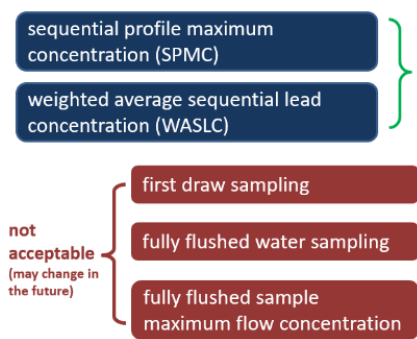 sequential profile maximum
concentration (SPMC)
weighted average sequential lead
concentration (WASLC)
first draw sampling
not
acceptable
(may change in
the future)
fully flushed water sampling
fully flushed sample
maximum flow concentration